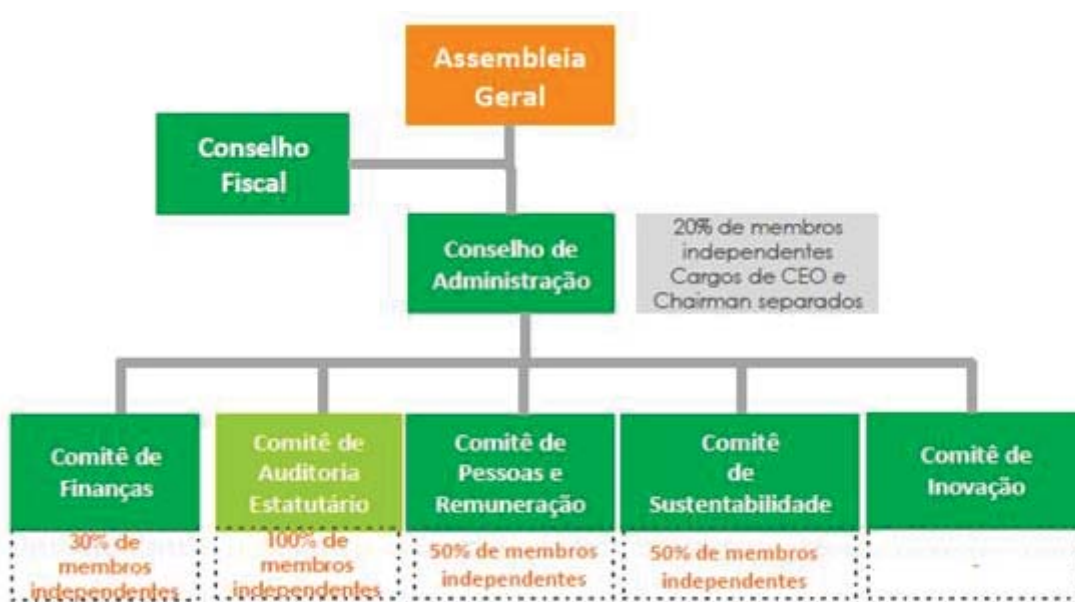 Assembleia
Geral
Conselho
Fiscal
Conselho de
Administração
20% de membros
independentes
Cargos de CEO e
Chairman separados
Comitê de
Finanças
30% de
membros
independentes
Comitê de
Auditoria
Estatutário
100% de
membros
independentes
Comitê de
Pessoas e
Remuneração
50% de membros
independentes
Comitê
de
Sustentabilidade
50% de membros
independentes
Comitê de
Inovação
-